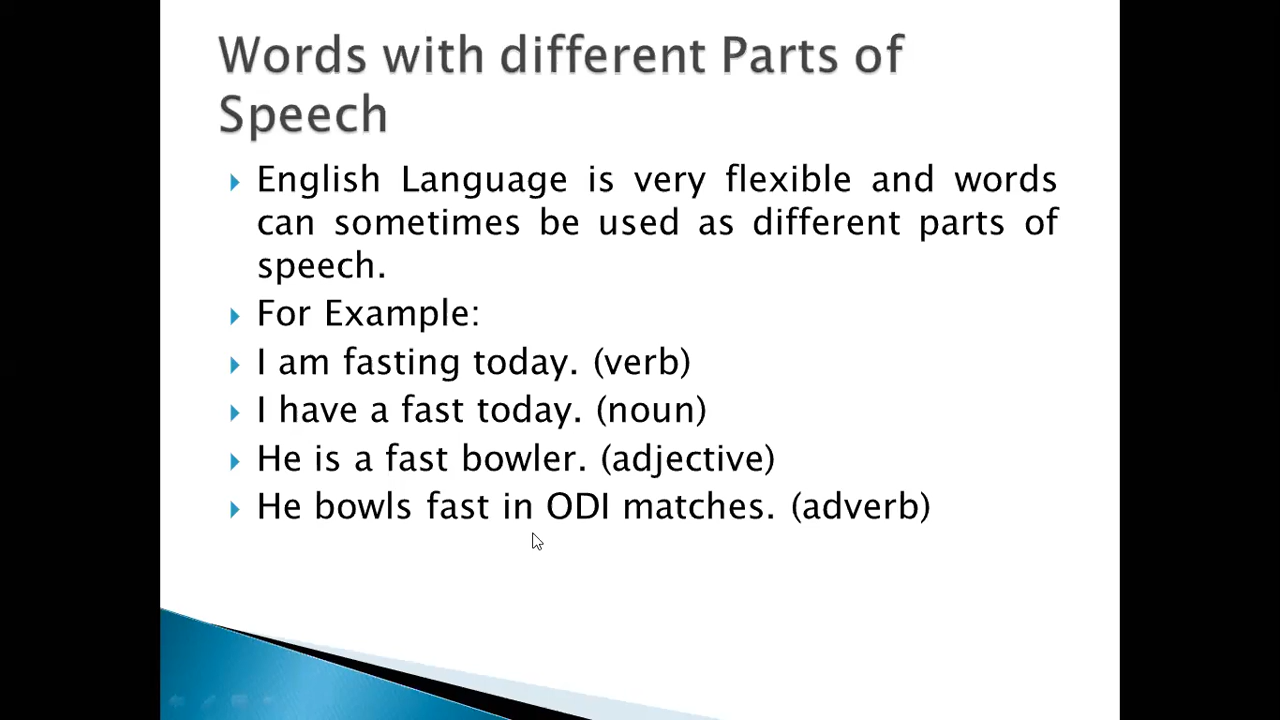 Words with different Parts of
Speech
English Language is very flexible and words
can sometimes be used as different parts of
speech.
For Example:
I am fasting today. (verb)
I have a fast today. (noun)
He is a fast bowler. (adjective)
He bowls fast in ODI matches. (adverb)